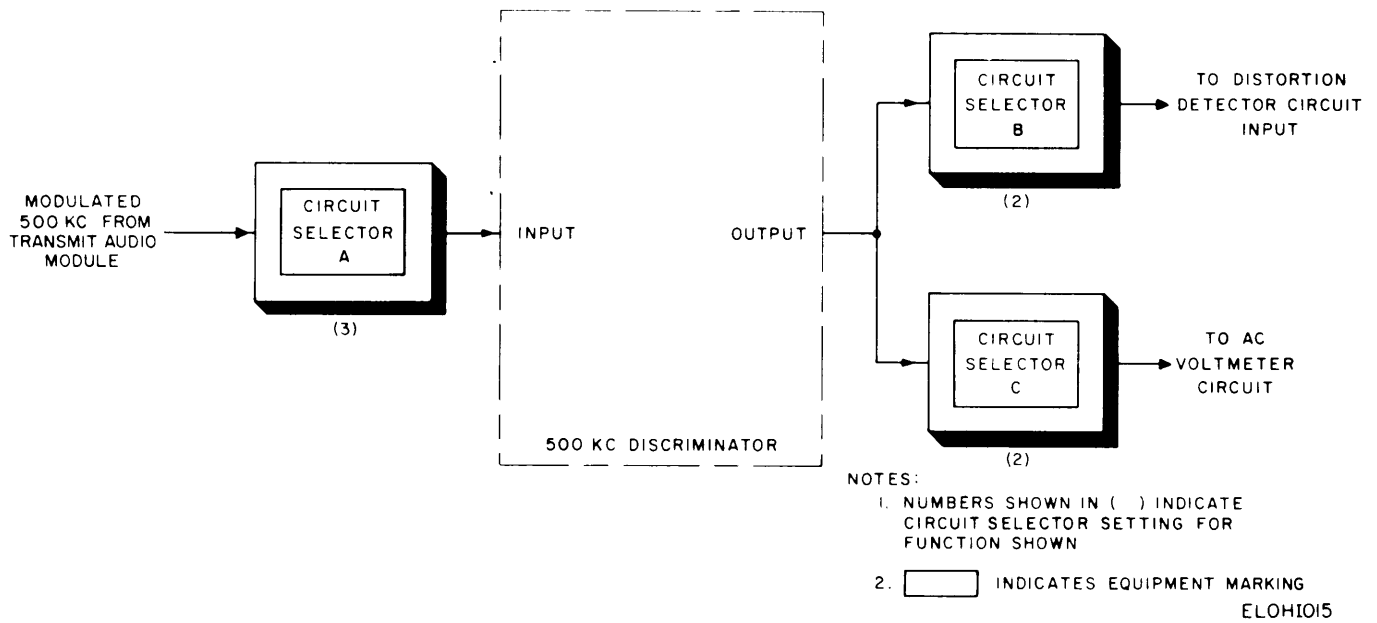 MODULATED
500 KC FROM
TRANSMIT AUDIO
MODULE
CIRCUIT
SELECTOR
A
(3)
INPUT
OUTPUT
500 KC DISCRIMINATOR
CIRCUIT
SELECTOR
B
(2)
TO DISTORTION
DETECTOR CIRCUIT
INPUT
CIRCUIT
SELECTOR
C
(2)
TO AC
VOLTMETER
CIRCUIT
NOTES:
1. NUMBERS SHOWN IN ( ) INDICATE
CIRCUIT SELECTOR SETTING FOR
FUNCTION SHOWN
2. INDICATES EQUIPMENT MARKING
ELOHI015